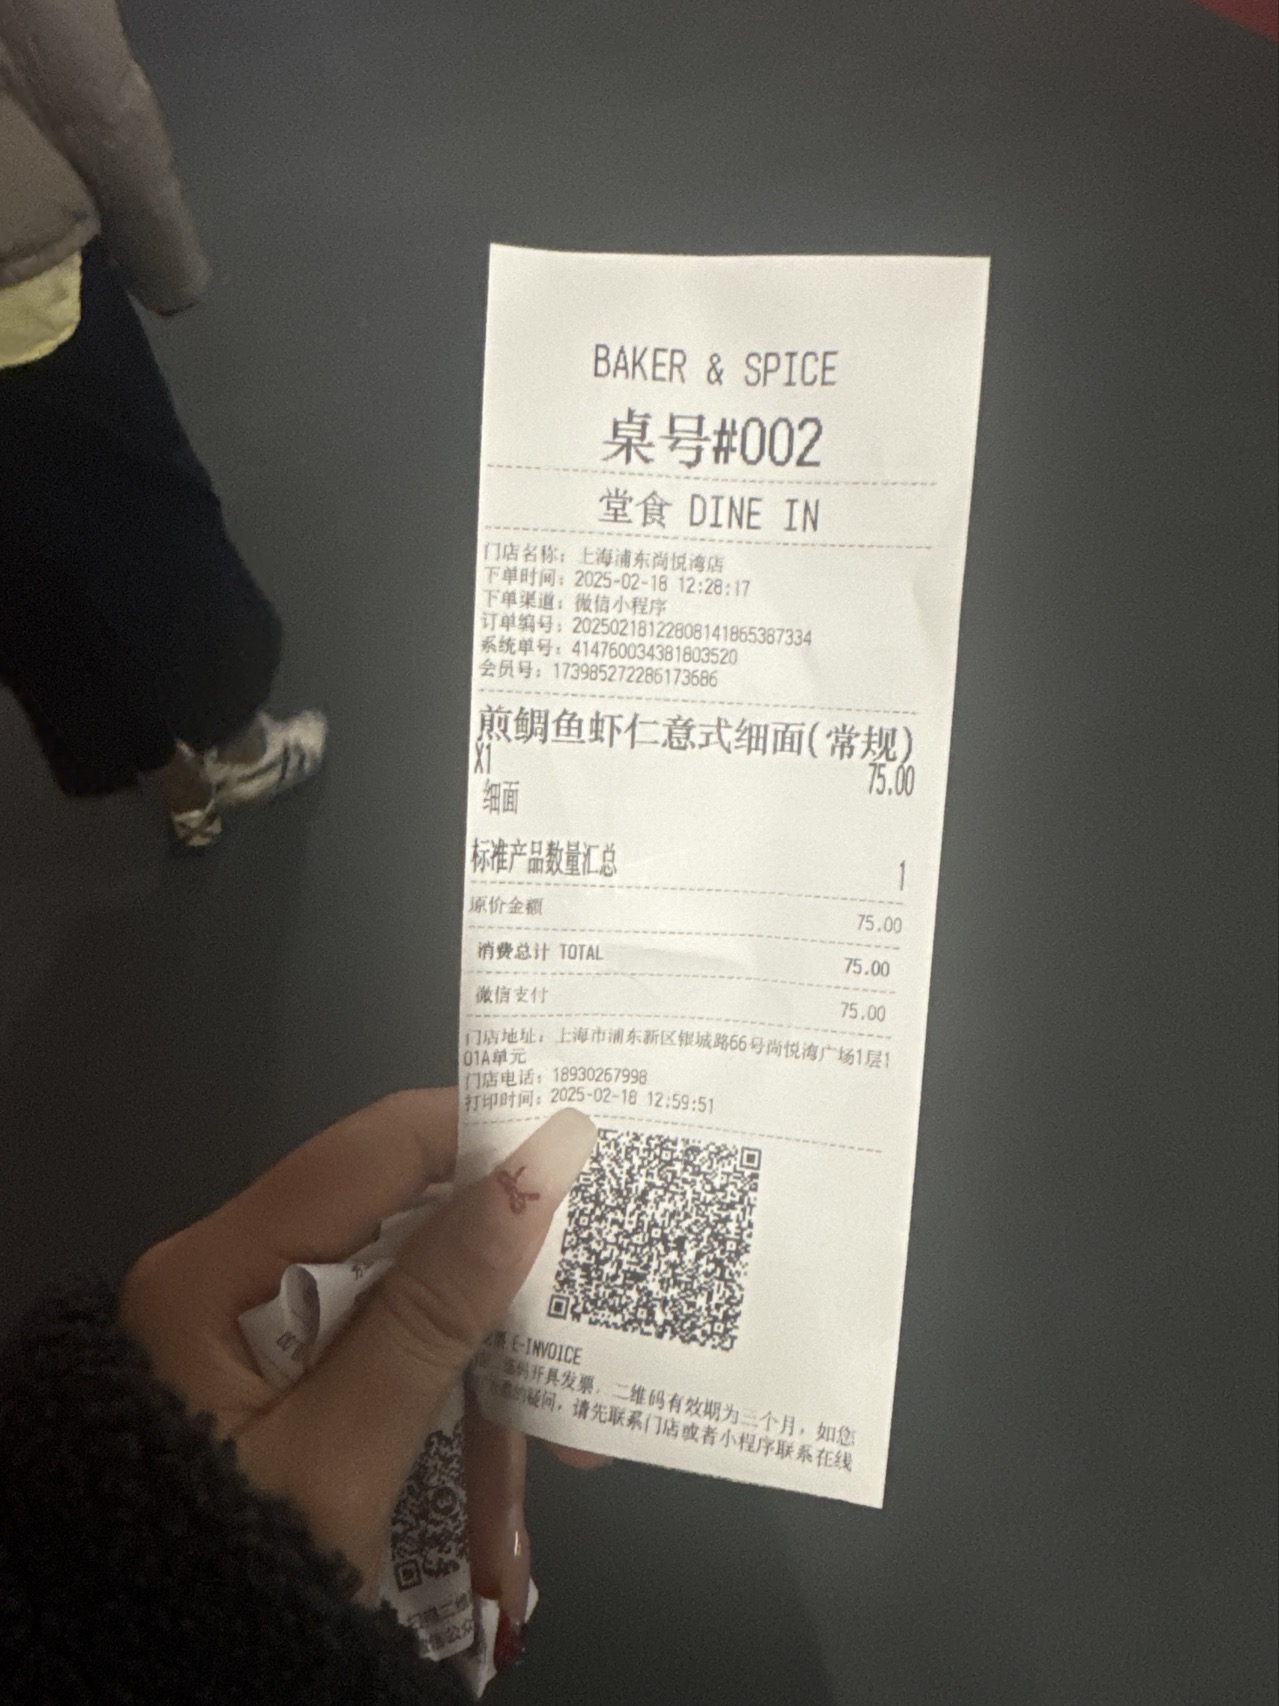 BAKER & SPICE
桌号#002
堂食 DINE IN
门店名称：上海浦东尚悦湾店
下单时间：2025-02-18 12:28:17
下单渠道：微信小程序
订单编号：20250218122808141865387334
系统单号：414760034381803520
会员号：173985272286173686
煎鲷鱼虾仁意式细面(常规)
X1 75.00
细面
标准产品数量汇总 1
原价金额 75.00
消费总计 TOTAL 75.00
微信支付 75.00
门店地址：上海市浦东新区银城路66号尚悦湾广场1层1
01A单元
门店电话：18930267998
打印时间：2025-02-18 12:59:51
E-INVOICE
码开具发票，二维码有效期为三个月，如您
的疑问，请先联系门店或者小程序联系在线
扫描二维